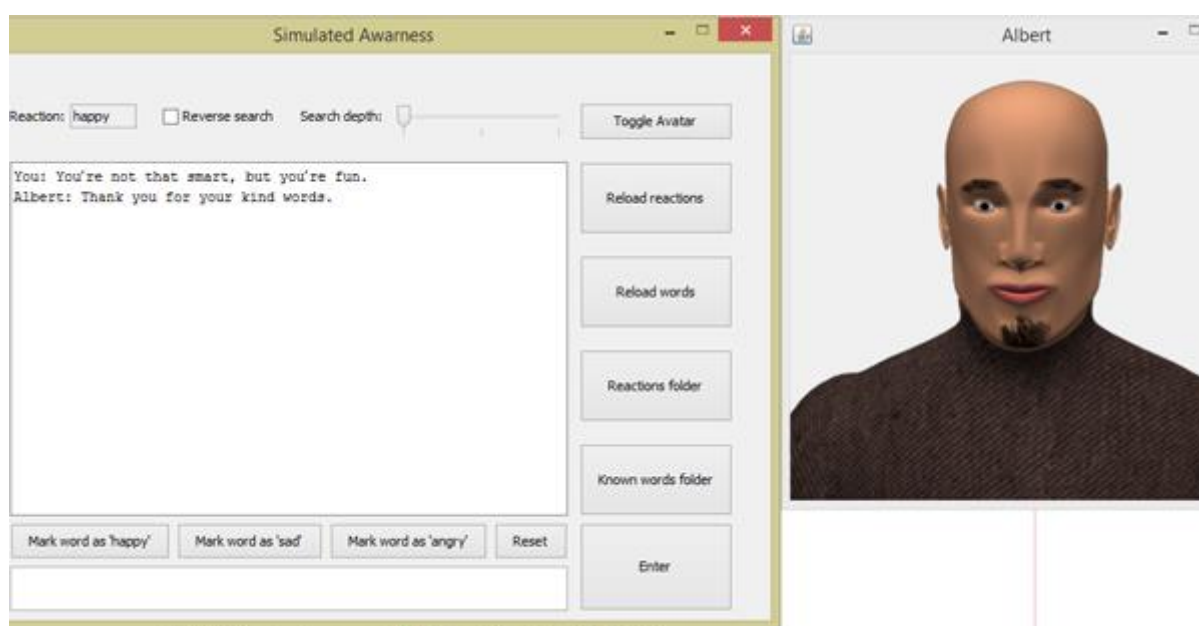 Simulated Awarness
Albert
Reaction: happy
Reverse search
Search depth:
Toggle Avatar
You: You're not that smart, but you're fun.
Albert: Thank you for your kind words.
Reload reactions
Reload words
Reactions folder
Known words folder
Mark word as 'happy'
Mark word as 'sad'
Mark word as 'angry'
Reset
Enter